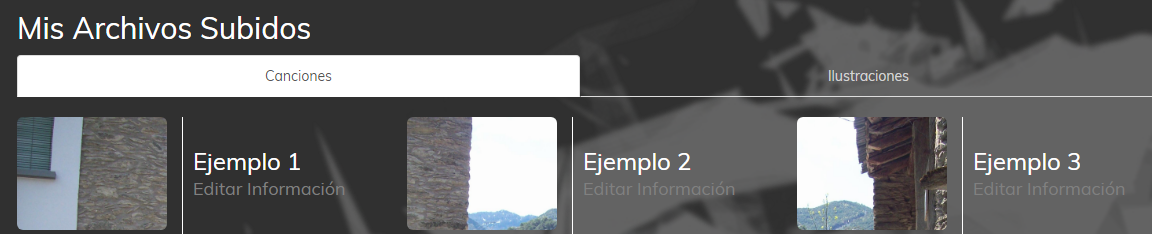 Mis Archivos Subidos
Canciones Ilustraciones
Ejemplo 1 Ejemplo 2 Ejemplo 3
Editar Información Editar Información Editar Información